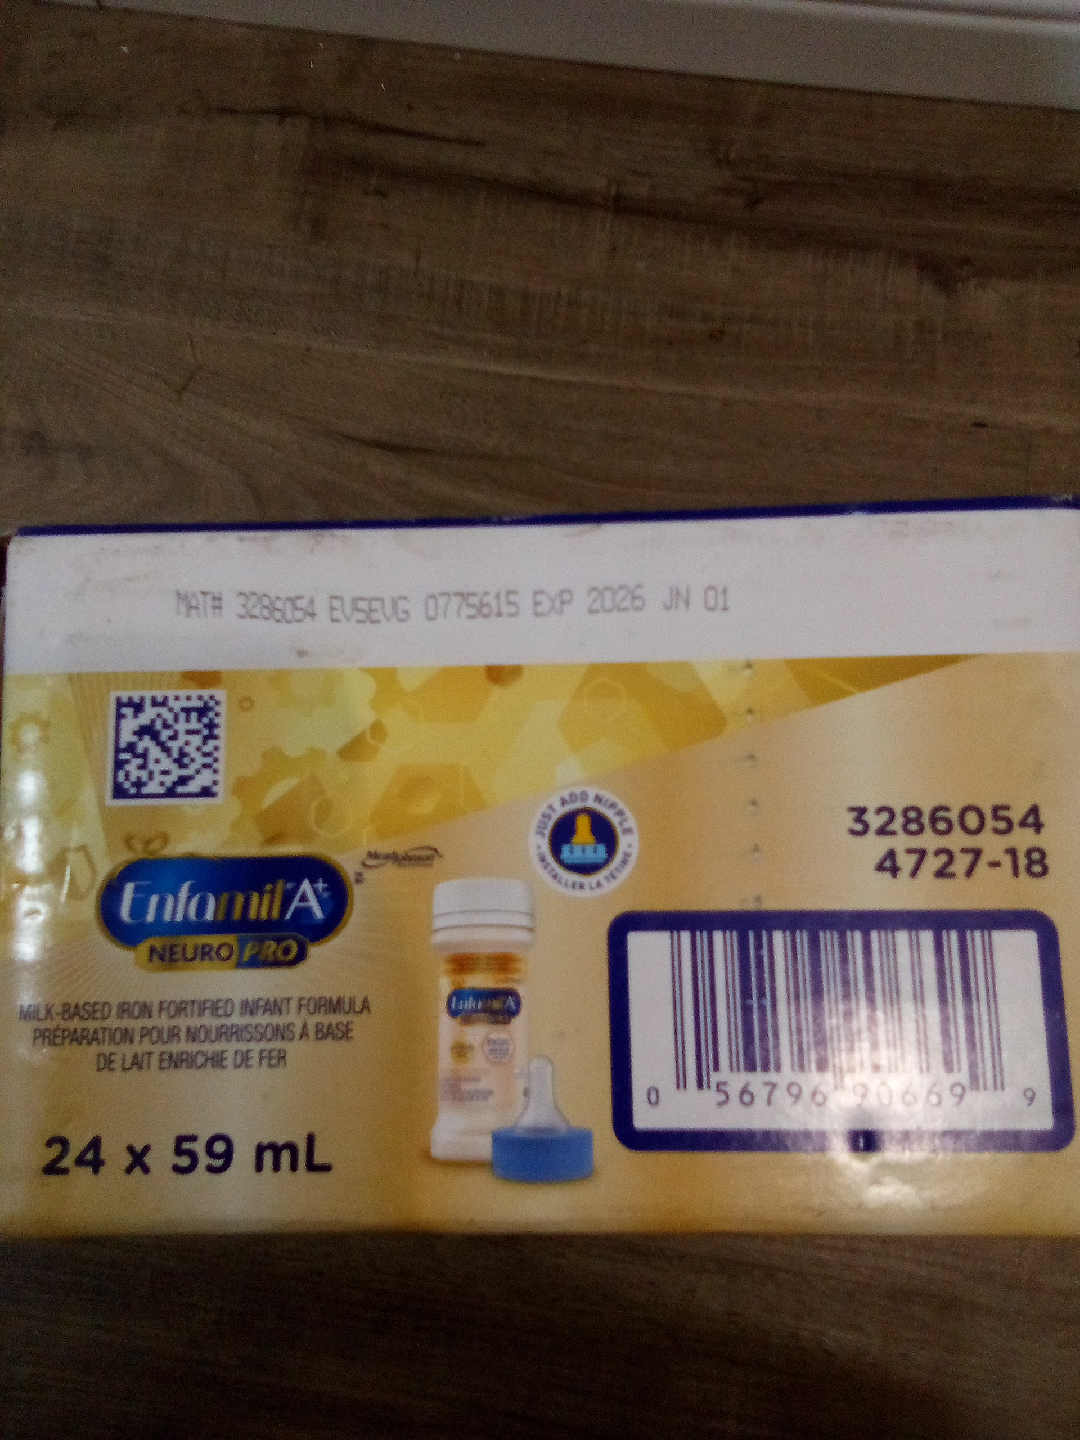 MAT# 3286054 EV5EVG 0775615 EXP 2026 JN 01
JUST ADD NIPPLE
INSTALLER LA TÉTINE
3286054
4727-18
MeadJohnson
Enfamil A+
NEURO PRO
MILK-BASED IRON FORTIFIED INFANT FORMULA
PRÉPARATION POUR NOURRISSONS À BASE
DE LAIT ENRICHIE DE FER
24 x 59 mL
Enfamil A+
0 56796 90669 9